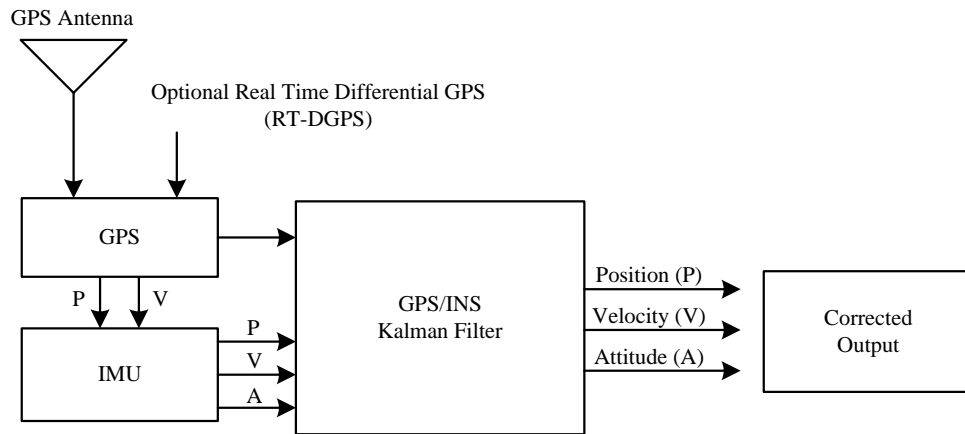 GPS Antenna
Optional Real Time Differential GPS
(RT-DGPS)
GPS
P
V
IMU
P
V
A
GPS/INS
Kalman Filter
Position (P)
Velocity (V)
Attitude (A)
Corrected
Output